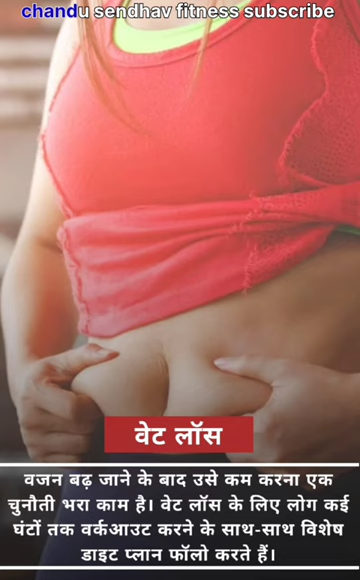 chandu sendhav fitness subscribe
वेट लॉस
वजन बढ़ जाने के बाद उसे कम करना एक
चुनौती भरा काम है। वेट लॉस के लिए लोग कई
घंटों तक वर्कआउट करने के साथ-साथ विशेष
डाइट प्लान फॉलो करते हैं।